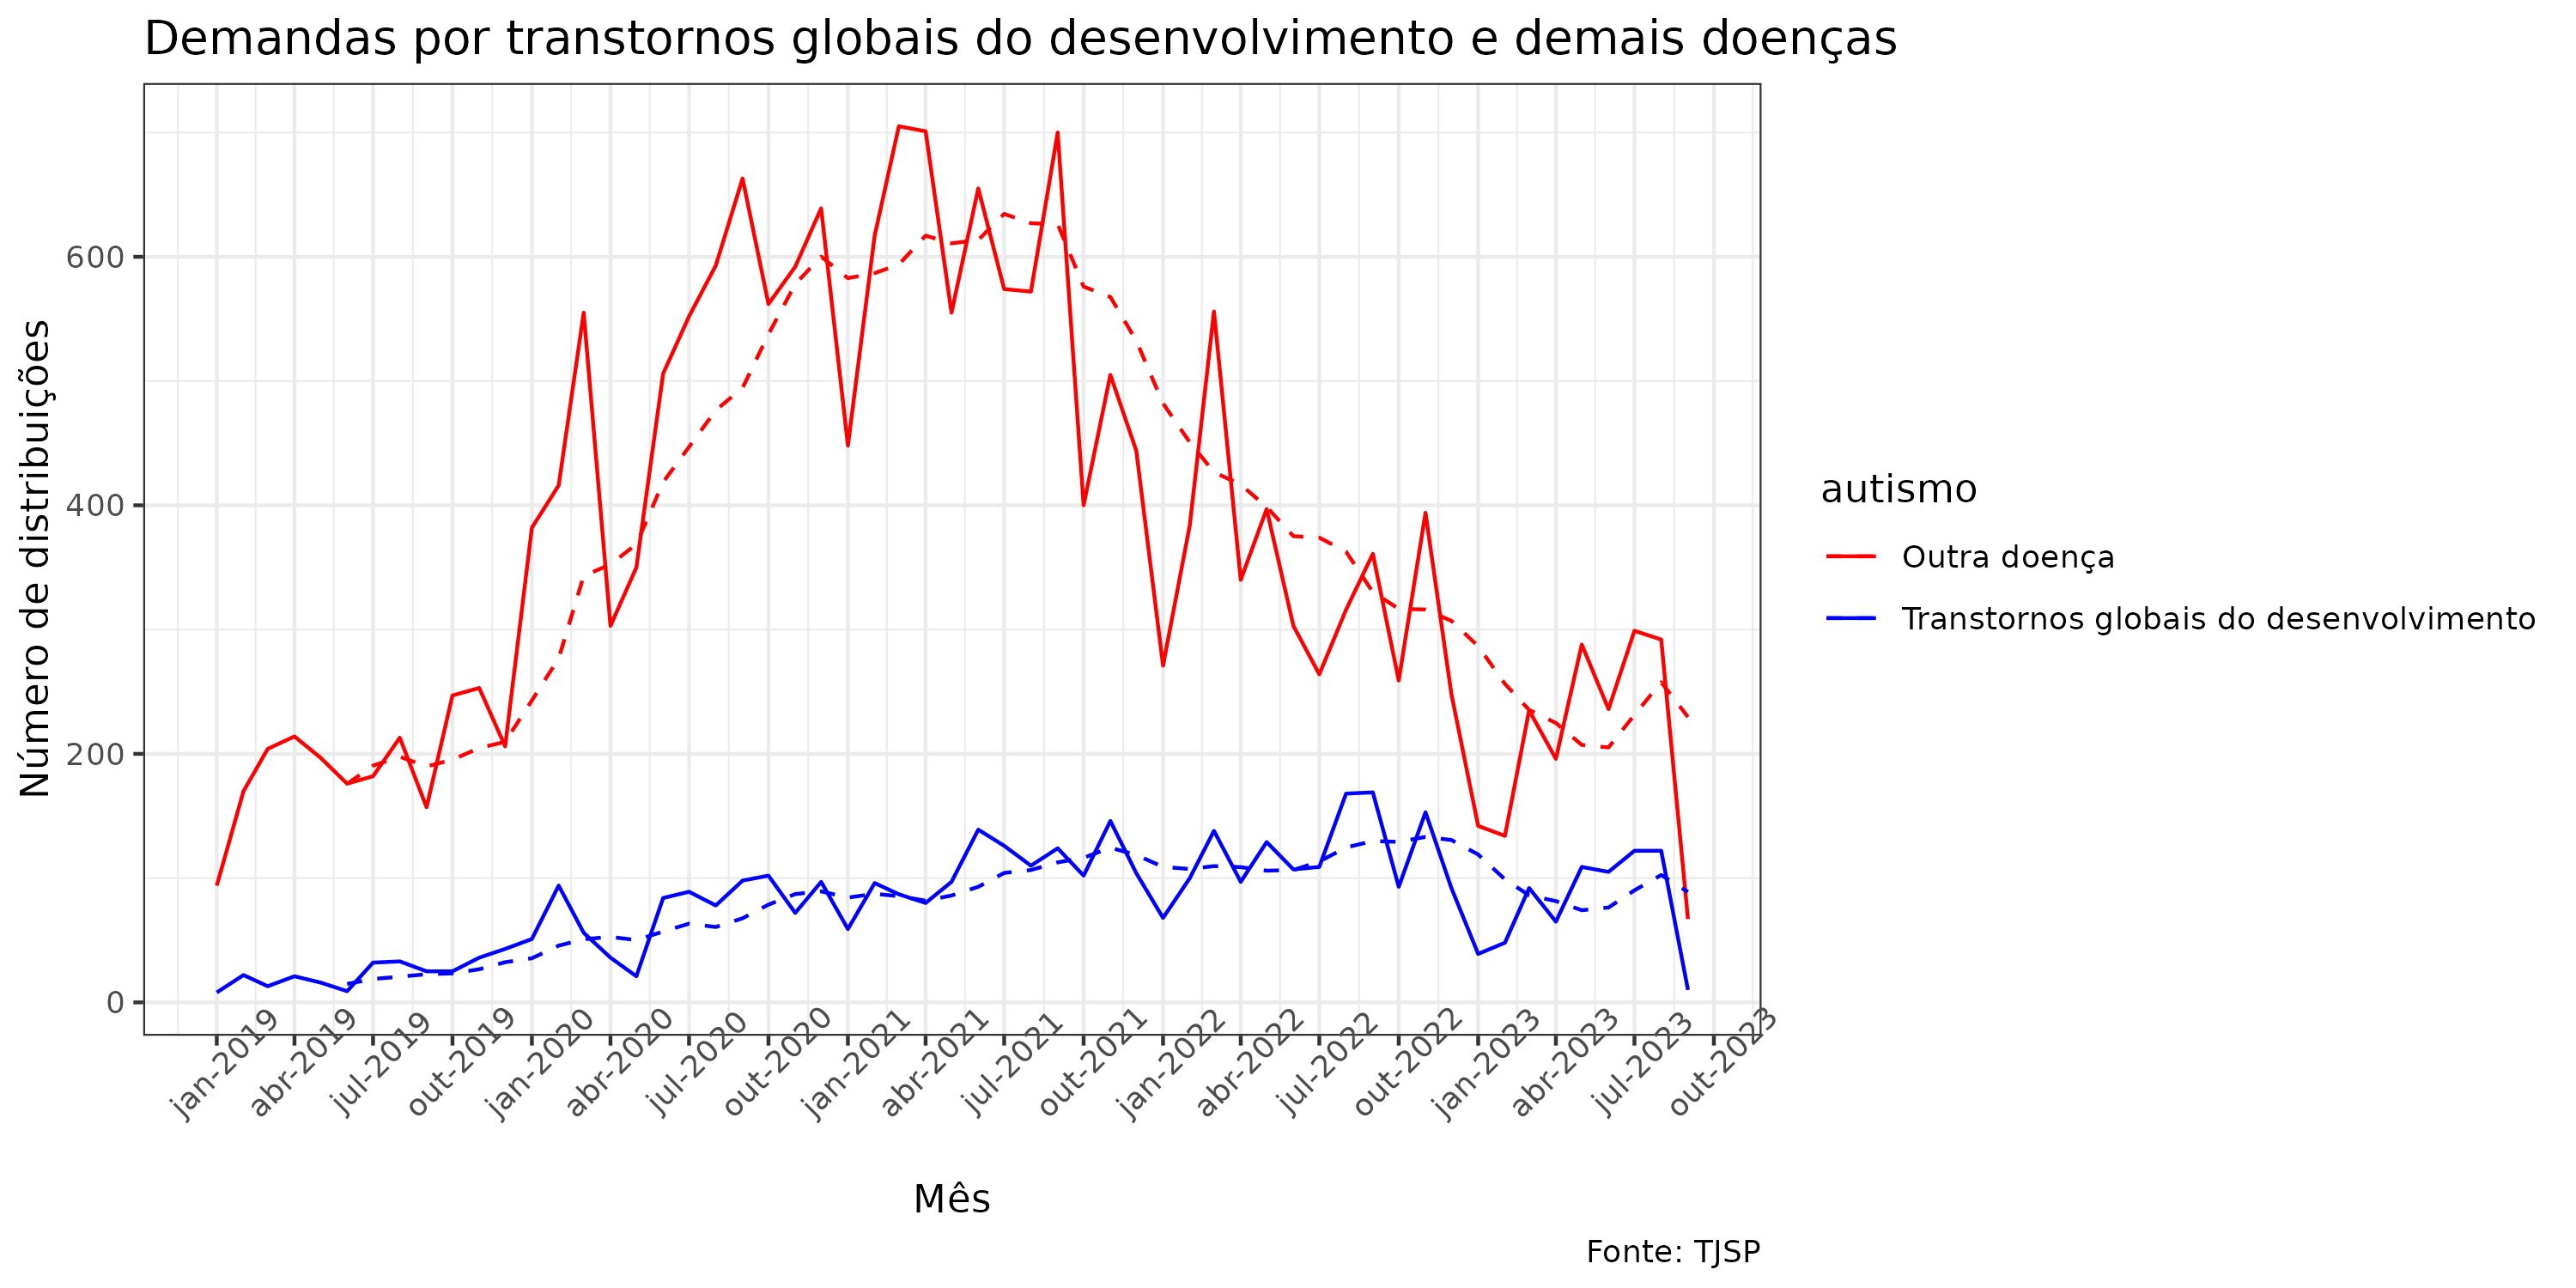 Demandas por transtornos globais do desenvolvimento e demais doenças
Número de distribuições
600
400
200
0
jan-2019
abr-2019
jul-2019
out-2019
jan-2020
abr-2020
jul-2020
out-2020
jan-2021
abr-2021
jul-2021
out-2021
jan-2022
abr-2022
jul-2022
out-2022
jan-2023
abr-2023
jul-2023
out-2023
Mês
autismo
Outra doença
Transtornos globais do desenvolvimento
Fonte: TJSP